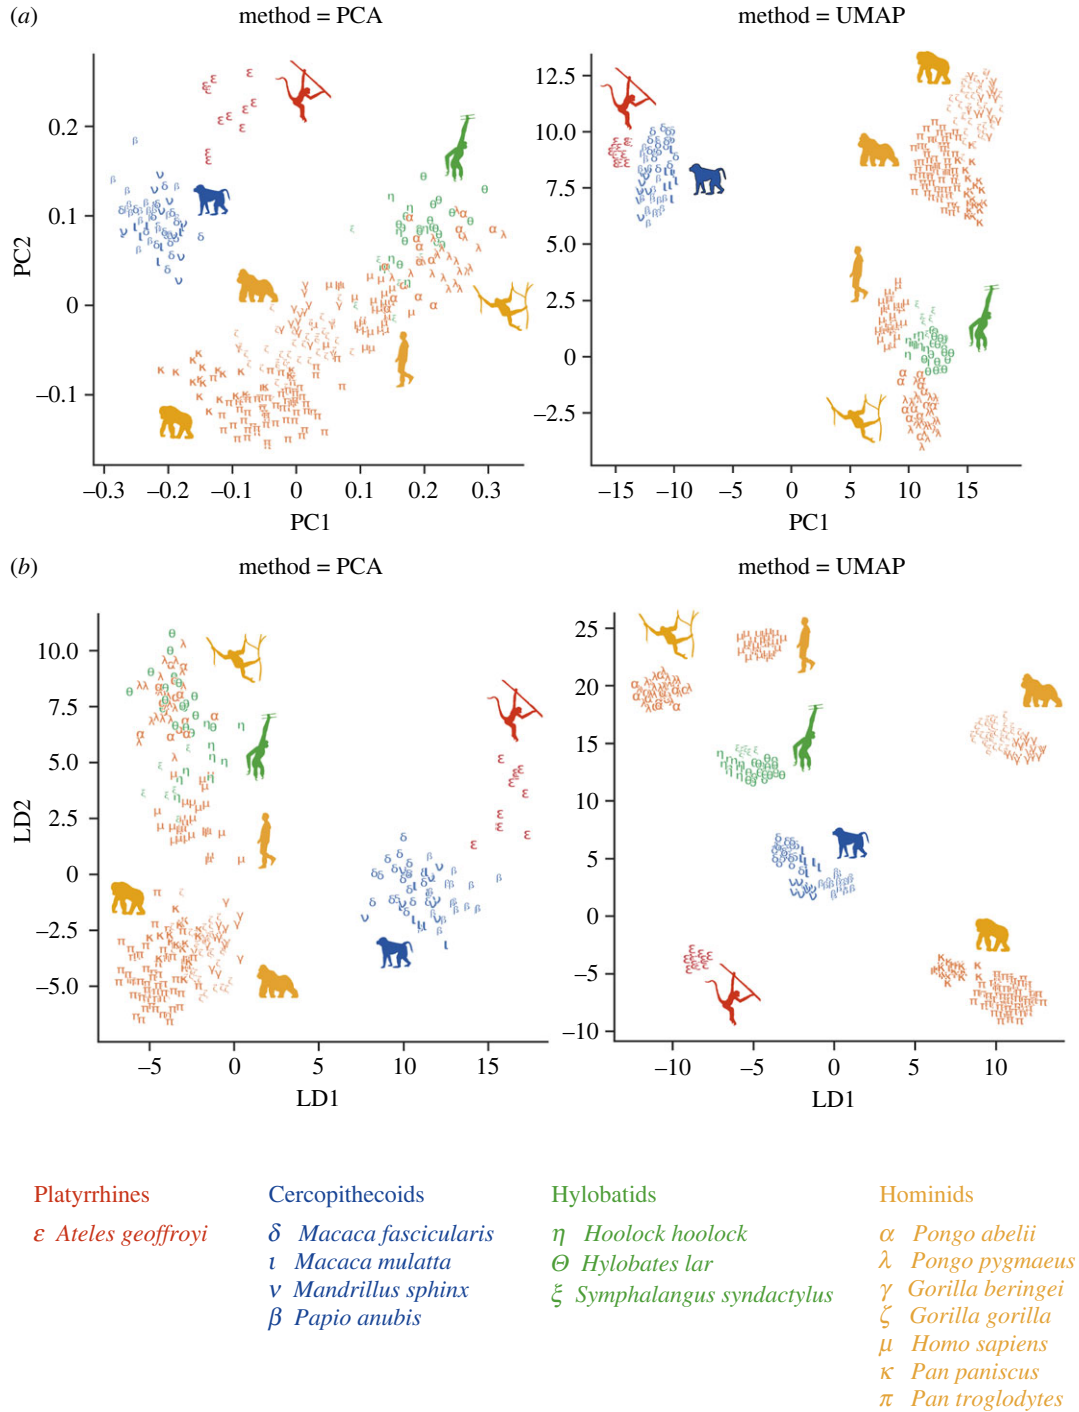 (a)
method = PCA
method = UMAP
0.2
0.1
0
–0.1
PC2
–0.3 –0.2 –0.1 0 0.1 0.2 0.3
PC1
12.5
10.0
7.5
5.0
2.5
0
–2.5
–15 –10 –5 0 5 10 15
PC1
(b)
method = PCA
method = UMAP
10.0
7.5
5.0
2.5
0
–2.5
–5.0
LD2
–5 0 5 10 15
LD1
25
20
15
10
5
0
–5
–10
–10 –5 0 5 10
LD1
Platyrrhines
ε Ateles geoffroyi
Cercopithecoids
δ Macaca fascicularis
ι Macaca mulatta
ν Mandrillus sphinx
β Papio anubis
Hylobatids
η Hoolock hoolock
Θ Hylobates lar
ξ Symphalangus syndactylus
Hominids
α Pongo abelii
λ Pongo pygmaeus
γ Gorilla beringei
ζ Gorilla gorilla
μ Homo sapiens
κ Pan paniscus
π Pan troglodytes